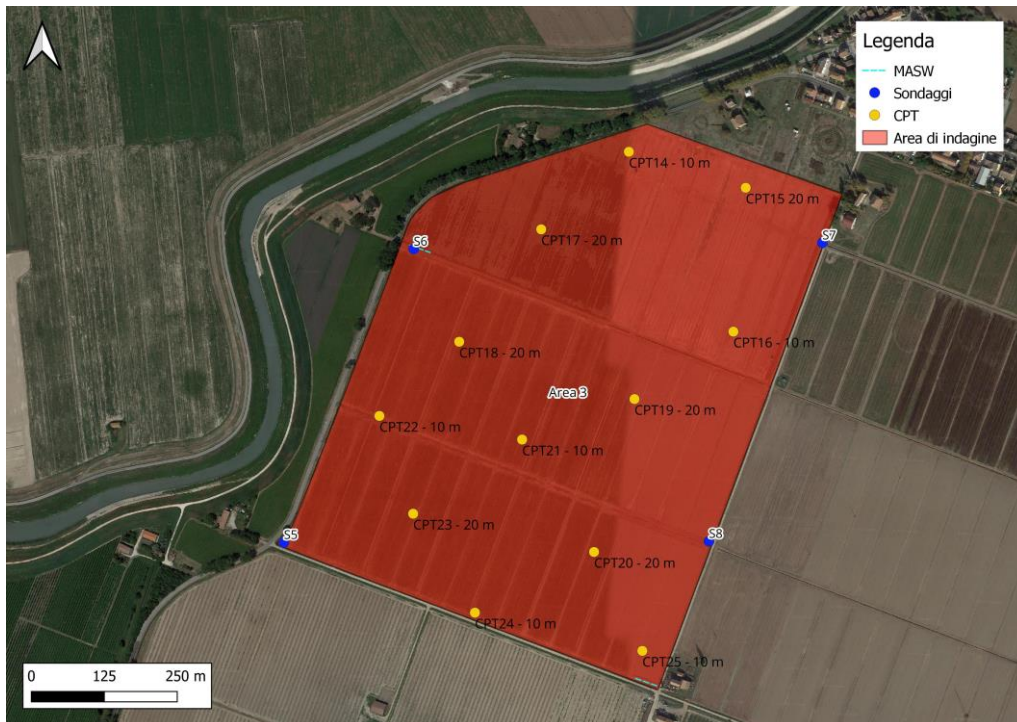 Legenda
MASW
Sondaggi
CPT
Area di indagine
CPT14 - 10 m
CPT15 20 m
CPT17 - 20 m
S6
S7
CPT16 - 10 m
CPT18 - 20 m
Area 3
CPT19 - 20 m
CPT22 - 10 m
CPT21 - 10 m
CPT23 - 20 m
S5
S8
CPT20 - 20 m
CPT24 - 10 m
CPT25 - 10 m
0 125 250 m